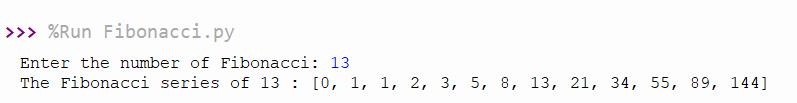 >>> %Run Fibonacci.py
Enter the number of Fibonacci: 13
The Fibonacci series of 13 : [0, 1, 1, 2, 3, 5, 8, 13, 21, 34, 55, 89, 144]